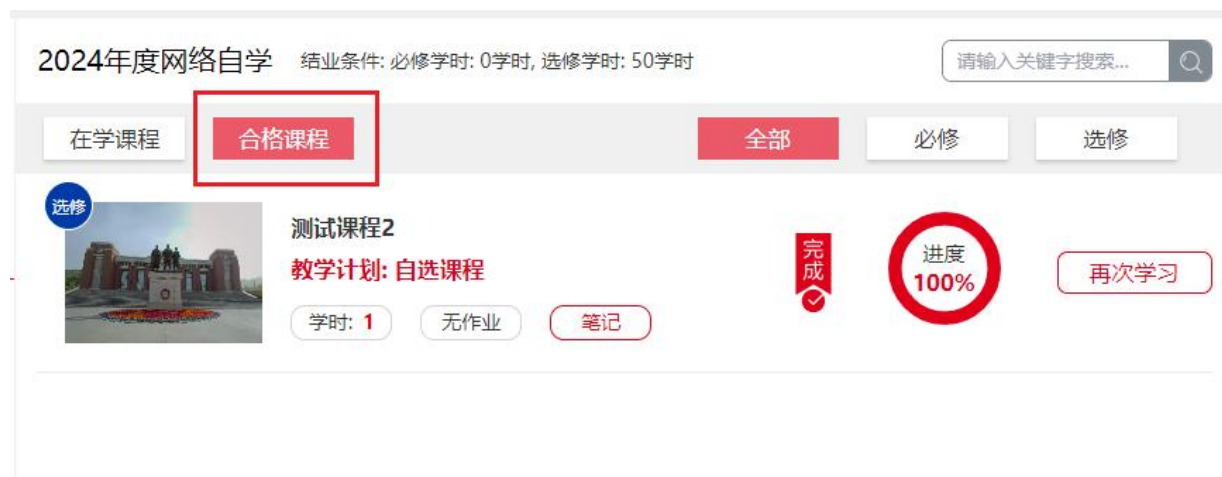 2024年度网络自学 结业条件: 必修学时: 0学时, 选修学时: 50学时 请输入关键字搜索...
在学课程 合格课程 全部 必修 选修
选修
测试课程2
教学计划: 自选课程
学时: 1 无作业 笔记
完成
进度
100%
再次学习